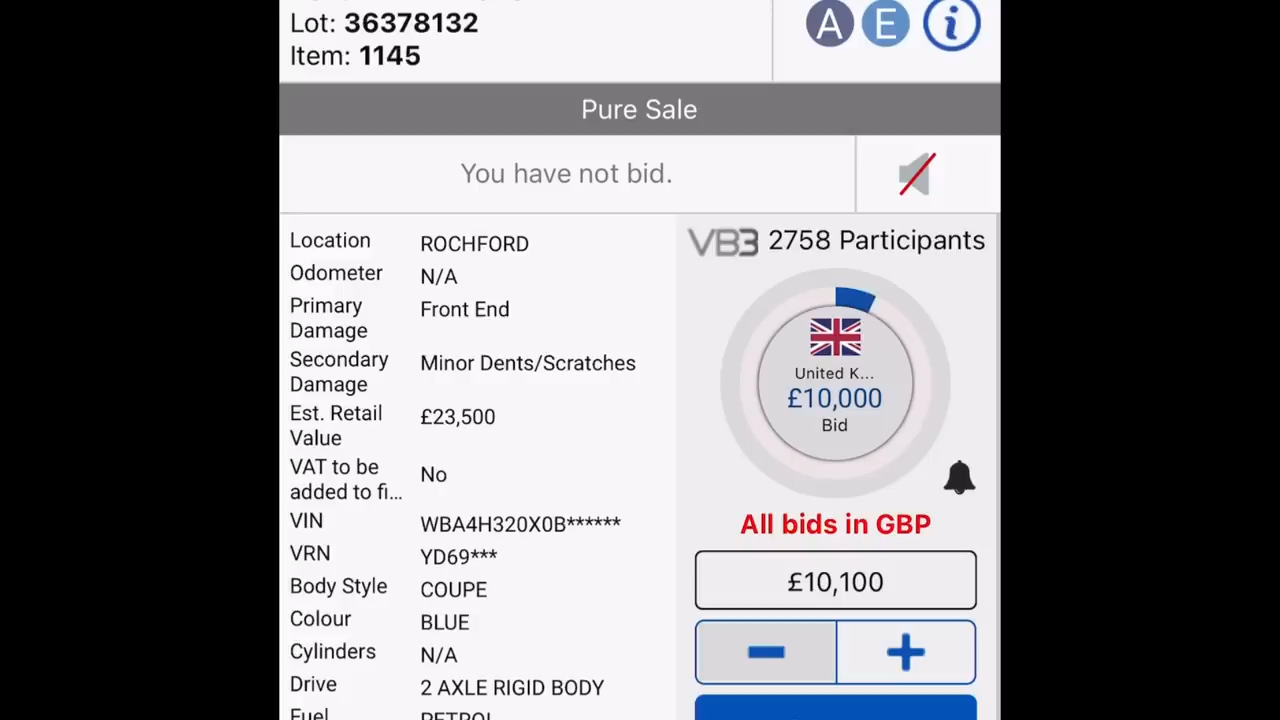 Lot: 36378132
Item: 1145
A E i
Pure Sale
You have not bid.
Location ROCHFORD
Odometer N/A
Primary Damage Front End
Secondary Damage Minor Dents/Scratches
Est. Retail Value £23,500
VAT to be added to fi... No
VIN WBA4H320X0B******
VRN YD69***
Body Style COUPE
Colour BLUE
Cylinders N/A
Drive 2 AXLE RIGID BODY
Fuel PETROL
VB3 2758 Participants
United K...
£10,000
Bid
All bids in GBP
£10,100